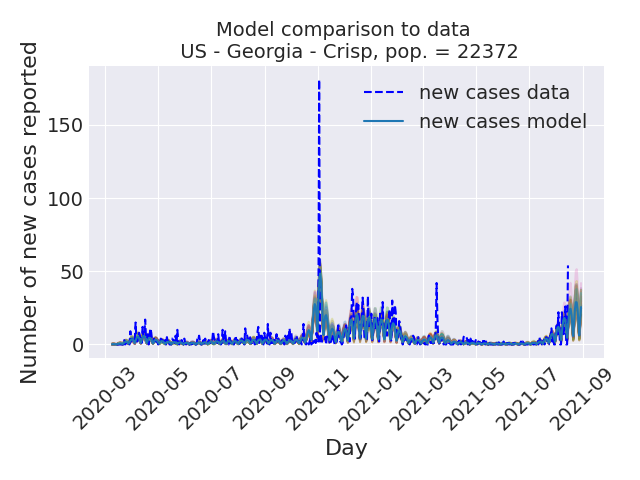 Model comparison to data
US - Georgia - Crisp, pop. = 22372
Number of new cases reported
150
100
50
0
new cases data
new cases model
2020-03
2020-05
2020-07
2020-09
2020-11
2021-01
2021-03
2021-05
2021-07
2021-09
Day